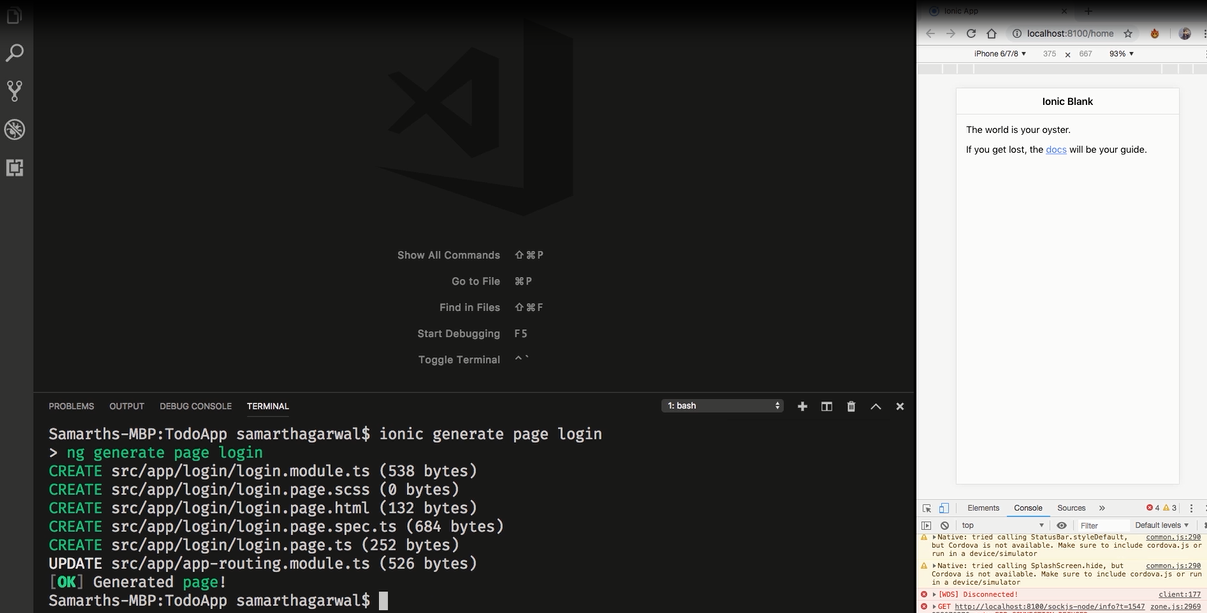 Show All Commands ⇧⌘P
Go to File ⌘P
Find in Files ⇧⌘F
Start Debugging F5
Toggle Terminal ^`
PROBLEMS OUTPUT DEBUG CONSOLE TERMINAL
1: bash
Samarths-MBP:TodoApp samarthagarwal$ ionic generate page login
> ng generate page login
CREATE src/app/login/login.module.ts (538 bytes)
CREATE src/app/login/login.page.scss (0 bytes)
CREATE src/app/login/login.page.html (132 bytes)
CREATE src/app/login/login.page.spec.ts (684 bytes)
CREATE src/app/login/login.page.ts (252 bytes)
UPDATE src/app/app-routing.module.ts (526 bytes)
[OK] Generated page!
Samarths-MBP:TodoApp samarthagarwal$
Ionic App
localhost:8100/home
iPhone 6/7/8 375 x 667 93%
Ionic Blank
The world is your oyster.
If you get lost, the docs will be your guide.
Elements Console Sources » 4 3
top Filter Default levels
Native: tried calling StatusBar.styleDefault, common.js:290
but Cordova is not available. Make sure to include cordova.js or
run in a device/simulator
Native: tried calling SplashScreen.hide, but common.js:290
Cordova is not available. Make sure to include cordova.js or run
in a device/simulator
[WDS] Disconnected! client:177
GET http://localhost:8100/sockjs-node/info?t=1547 zone.js:2969